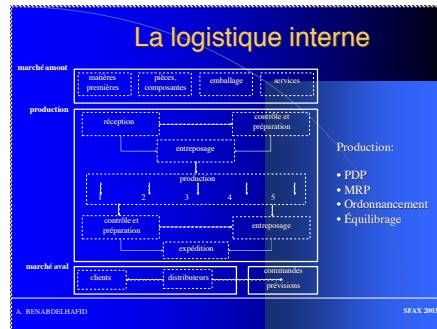 La logistique interne
marché amont
matières premières
pièces, composantes
emballage
services
production
réception
contrôle et préparation
entreposage
production
1 2 3 4 5
contrôle et préparation
entreposage
expédition
marché aval
clients
distributeurs
commandes
prévisions
Production:
• PDP
• MRP
• Ordonnancement
• Équilibrage
A. BENABDELHAFID
SFAX 2003